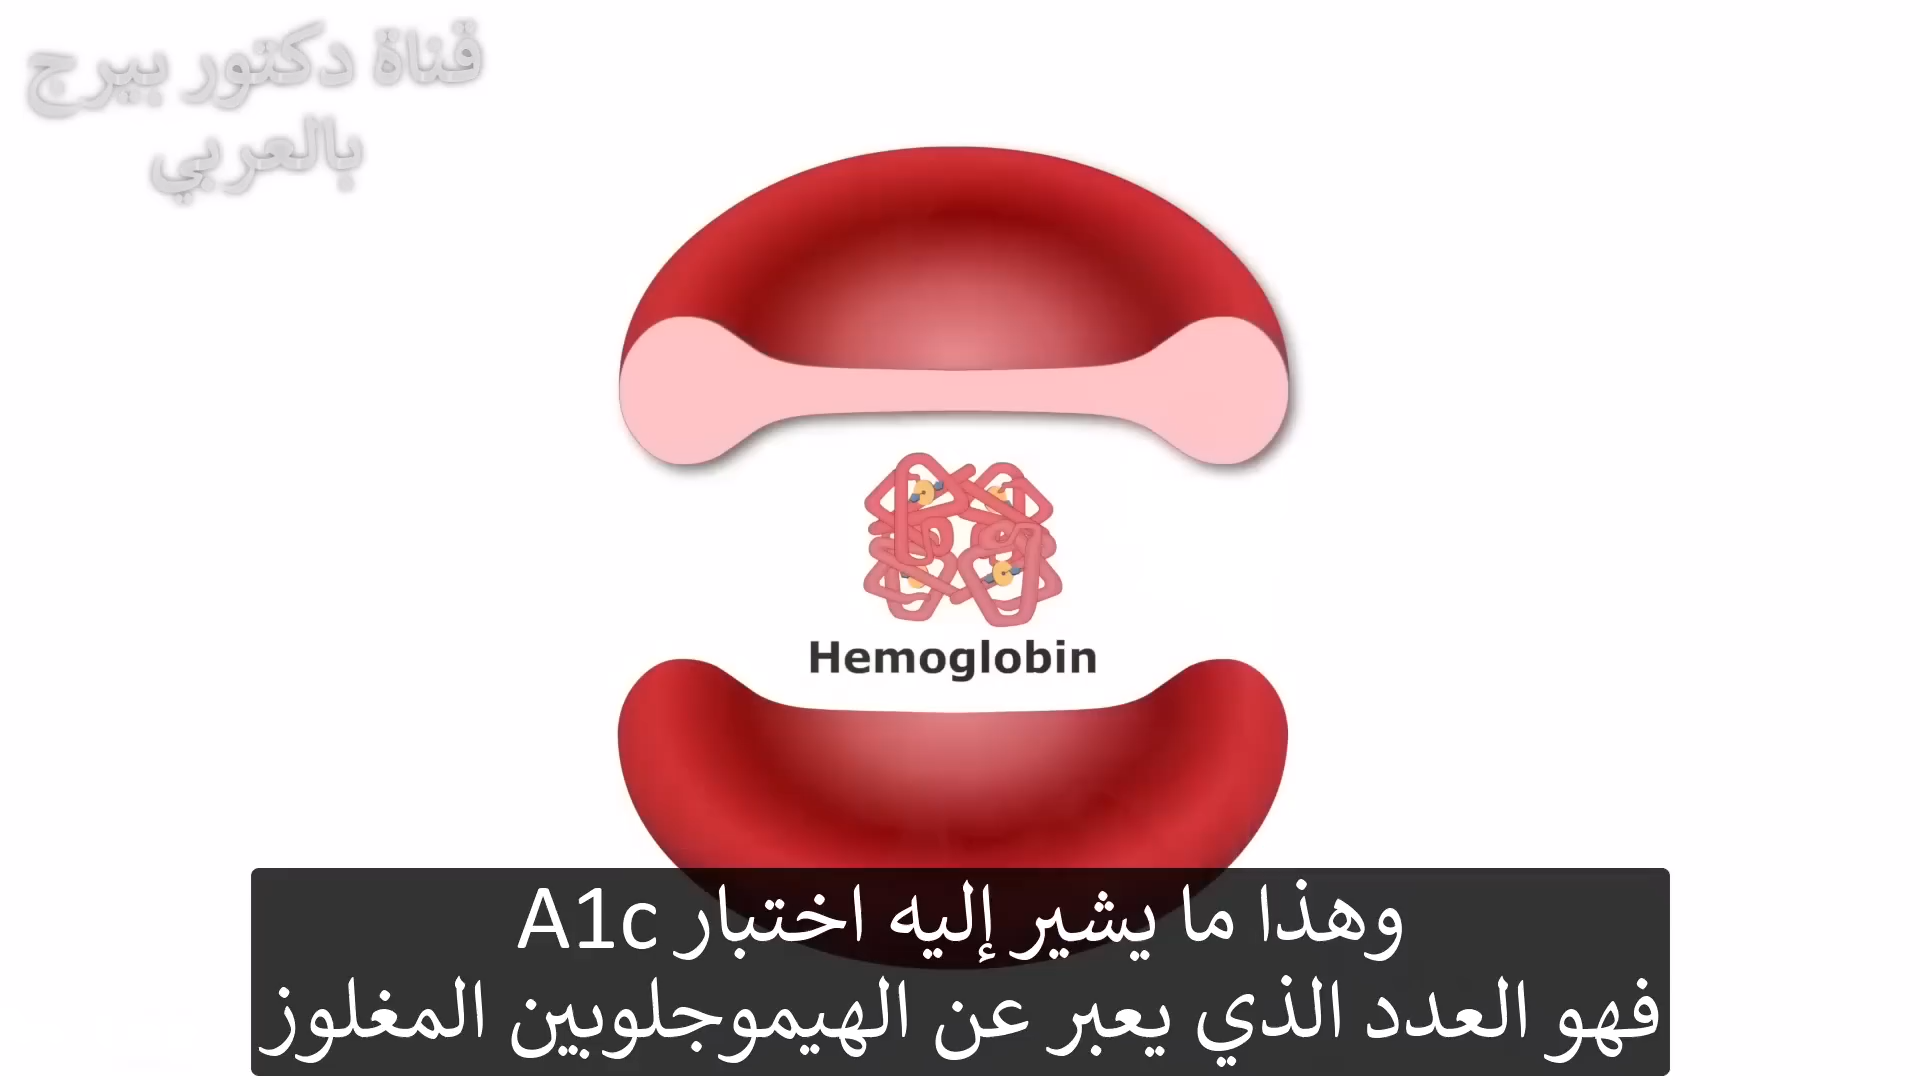 قناة دكتور بيرج
بالعربي
Hemoglobin
وهذا ما يشير إليه اختبار A1c
فهو العدد الذي يعبر عن الهيموجلوبين المغلوز